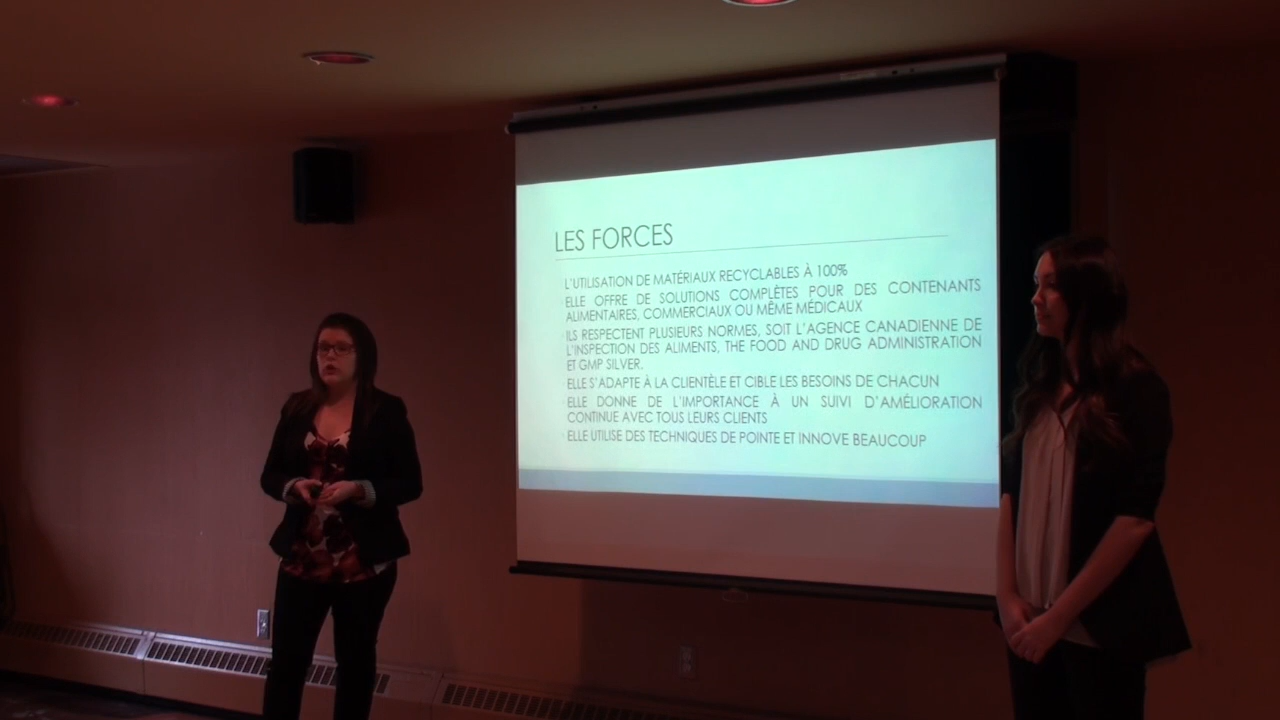 LES FORCES
L'UTILISATION DE MATÉRIAUX RECYCLABLES À 100%
ELLE OFFRE DE SOLUTIONS COMPLÈTES POUR DES CONTENANTS
ALIMENTAIRES, COMMERCIAUX OU MÊME MÉDICAUX
ILS RESPECTENT PLUSIEURS NORMES, SOIT L'AGENCE CANADIENNE DE
L'INSPECTION DES ALIMENTS, THE FOOD AND DRUG ADMINISTRATION
ET GMP SILVER.
ELLE S'ADAPTE À LA CLIENTÈLE ET CIBLE LES BESOINS DE CHACUN
ELLE DONNE DE L'IMPORTANCE À UN SUIVI D'AMÉLIORATION
CONTINUE AVEC TOUS LEURS CLIENTS
ELLE UTILISE DES TECHNIQUES DE POINTE ET INNOVE BEAUCOUP